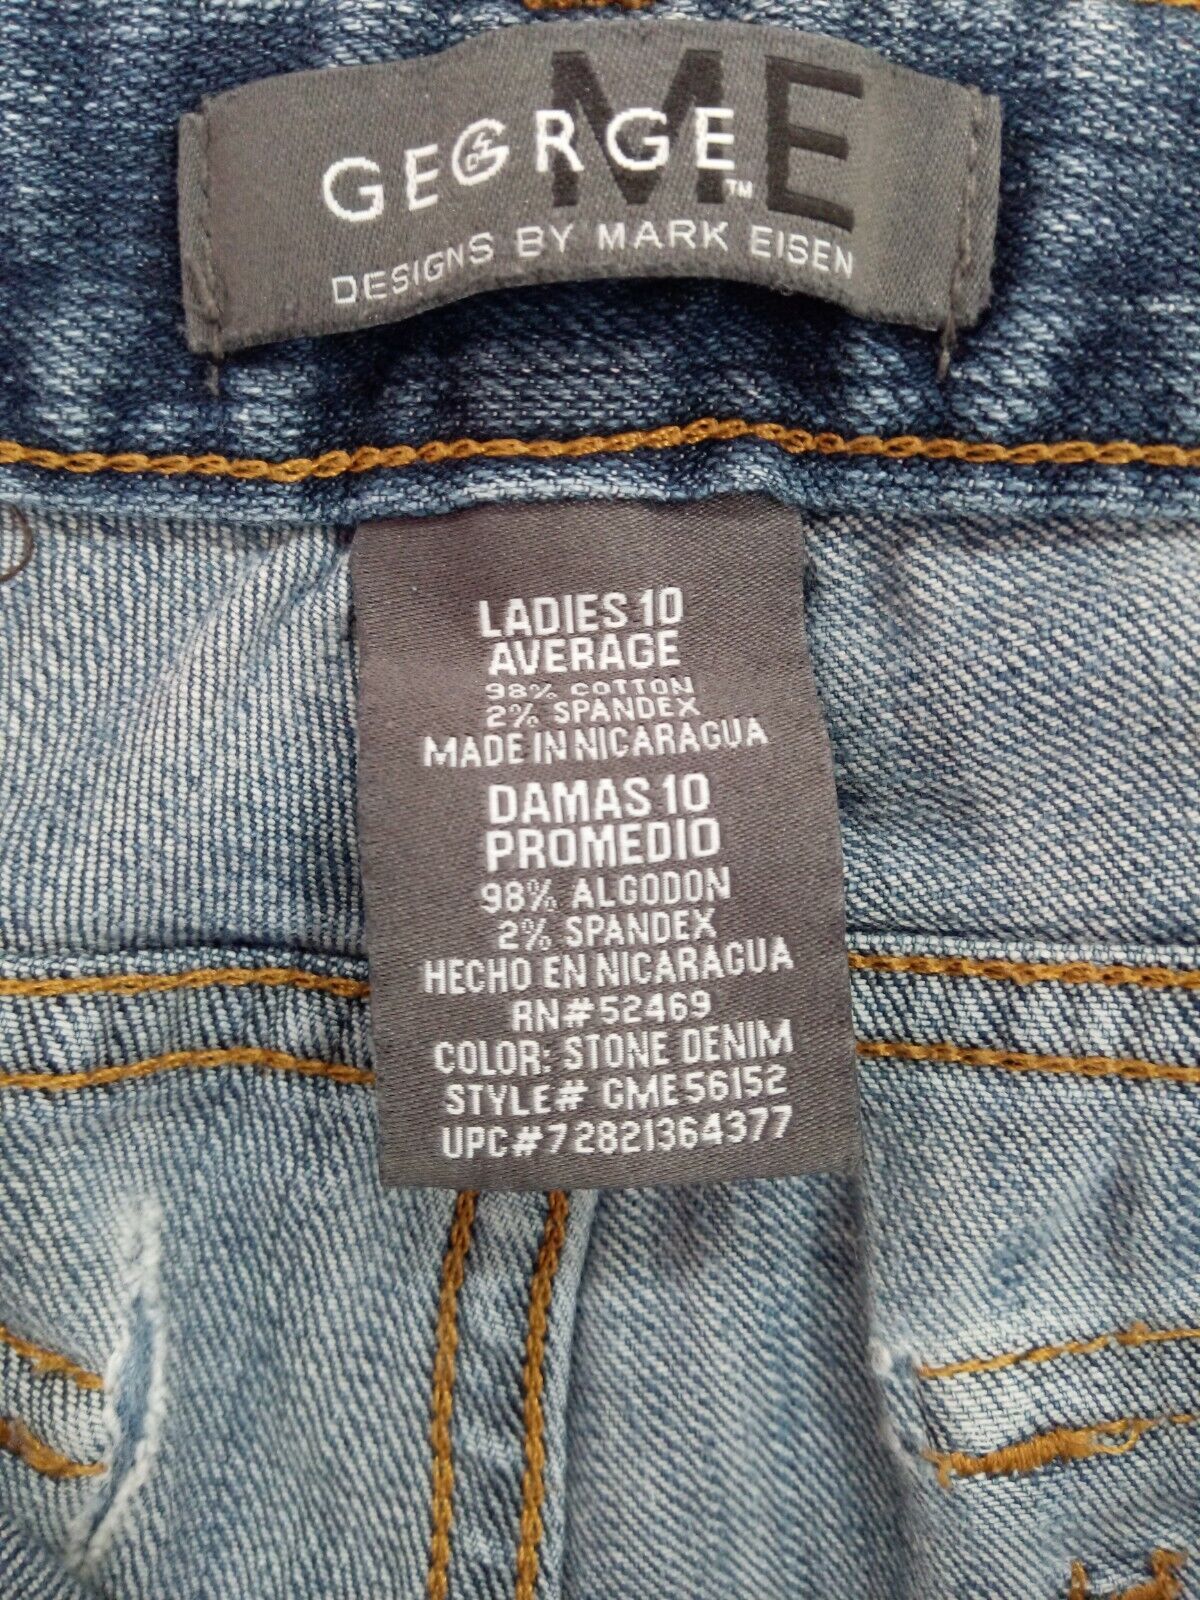 GEORGE ME
TM
DESIGNS BY MARK EISEN
LADIES 10
AVERAGE
98% COTTON
2% SPANDEX
MADE IN NICARAGUA
DAMAS 10
PROMEDIO
98% ALGODON
2% SPANDEX
HECHO EN NICARAGUA
RN#52469
COLOR: STONE DENIM
STYLE# GME56152
UPC#72821364377